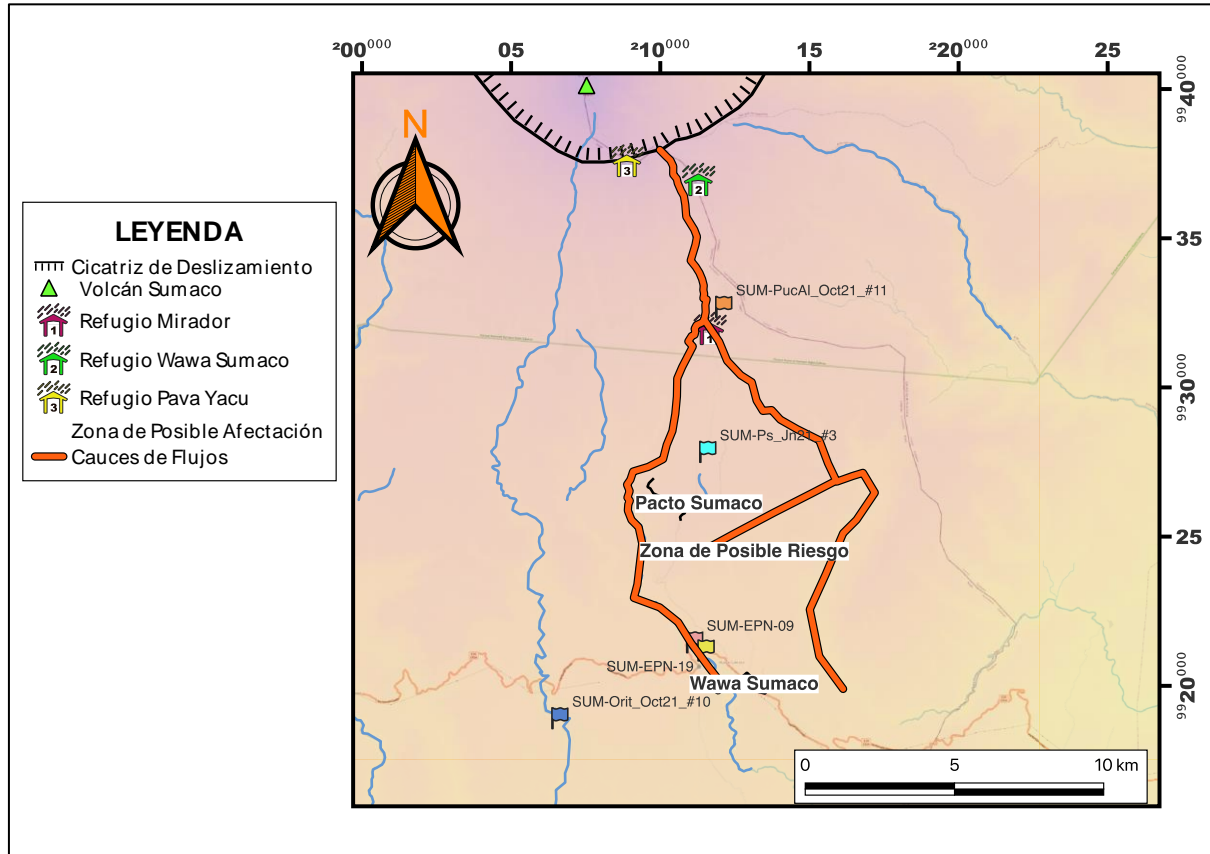 ²00⁰⁰⁰ 05 ²10⁰⁰⁰ 15 ²20⁰⁰⁰ 25
N
LEYENDA
Cicatriz de Deslizamiento
Volcán Sumaco
1 Refugio Mirador
2 Refugio Wawa Sumaco
3 Refugio Pava Yacu
Zona de Posible Afectación
Cauces de Flujos
3
2
SUM-PucAl_Oct21_#11
1
SUM-Ps_Jn21_#3
Pacto Sumaco
Zona de Posible Riesgo
SUM-EPN-09
SUM-EPN-19
Wawa Sumaco
SUM-Orit_Oct21_#10
9940⁰⁰⁰
35
9930⁰⁰⁰
25
9920⁰⁰⁰
0 5 10 km